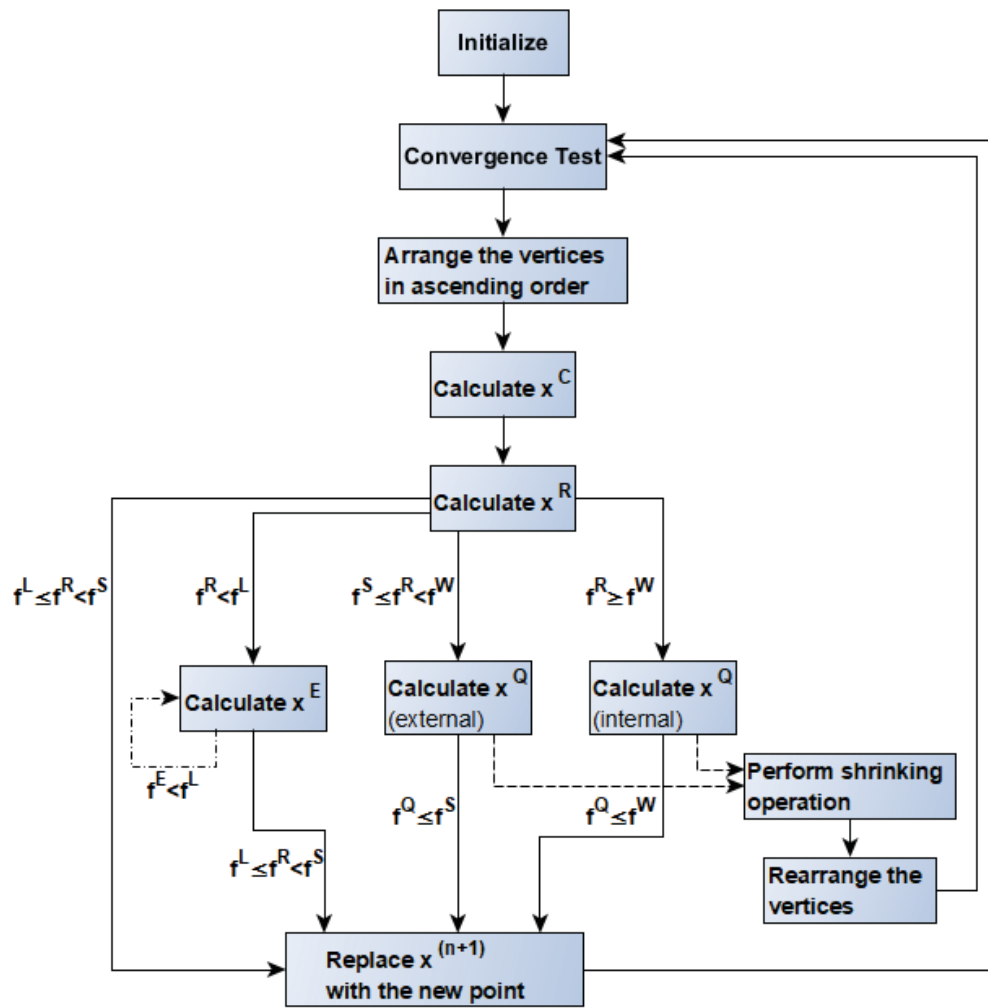 Initialize
Convergence Test
Arrange the vertices
in ascending order
Calculate x^C
Calculate x^R
f^L≤f^R<f^S
f^R<f^L
f^S≤f^R<f^W
f^R≥f^W
Calculate x^E
Calculate x^Q
(external)
Calculate x^Q
(internal)
f^E<f^L
f^Q≤f^S
f^Q≤f^W
Perform shrinking
operation
f^L≤f^R<f^S
Rearrange the
vertices
Replace x^(n+1)
with the new point